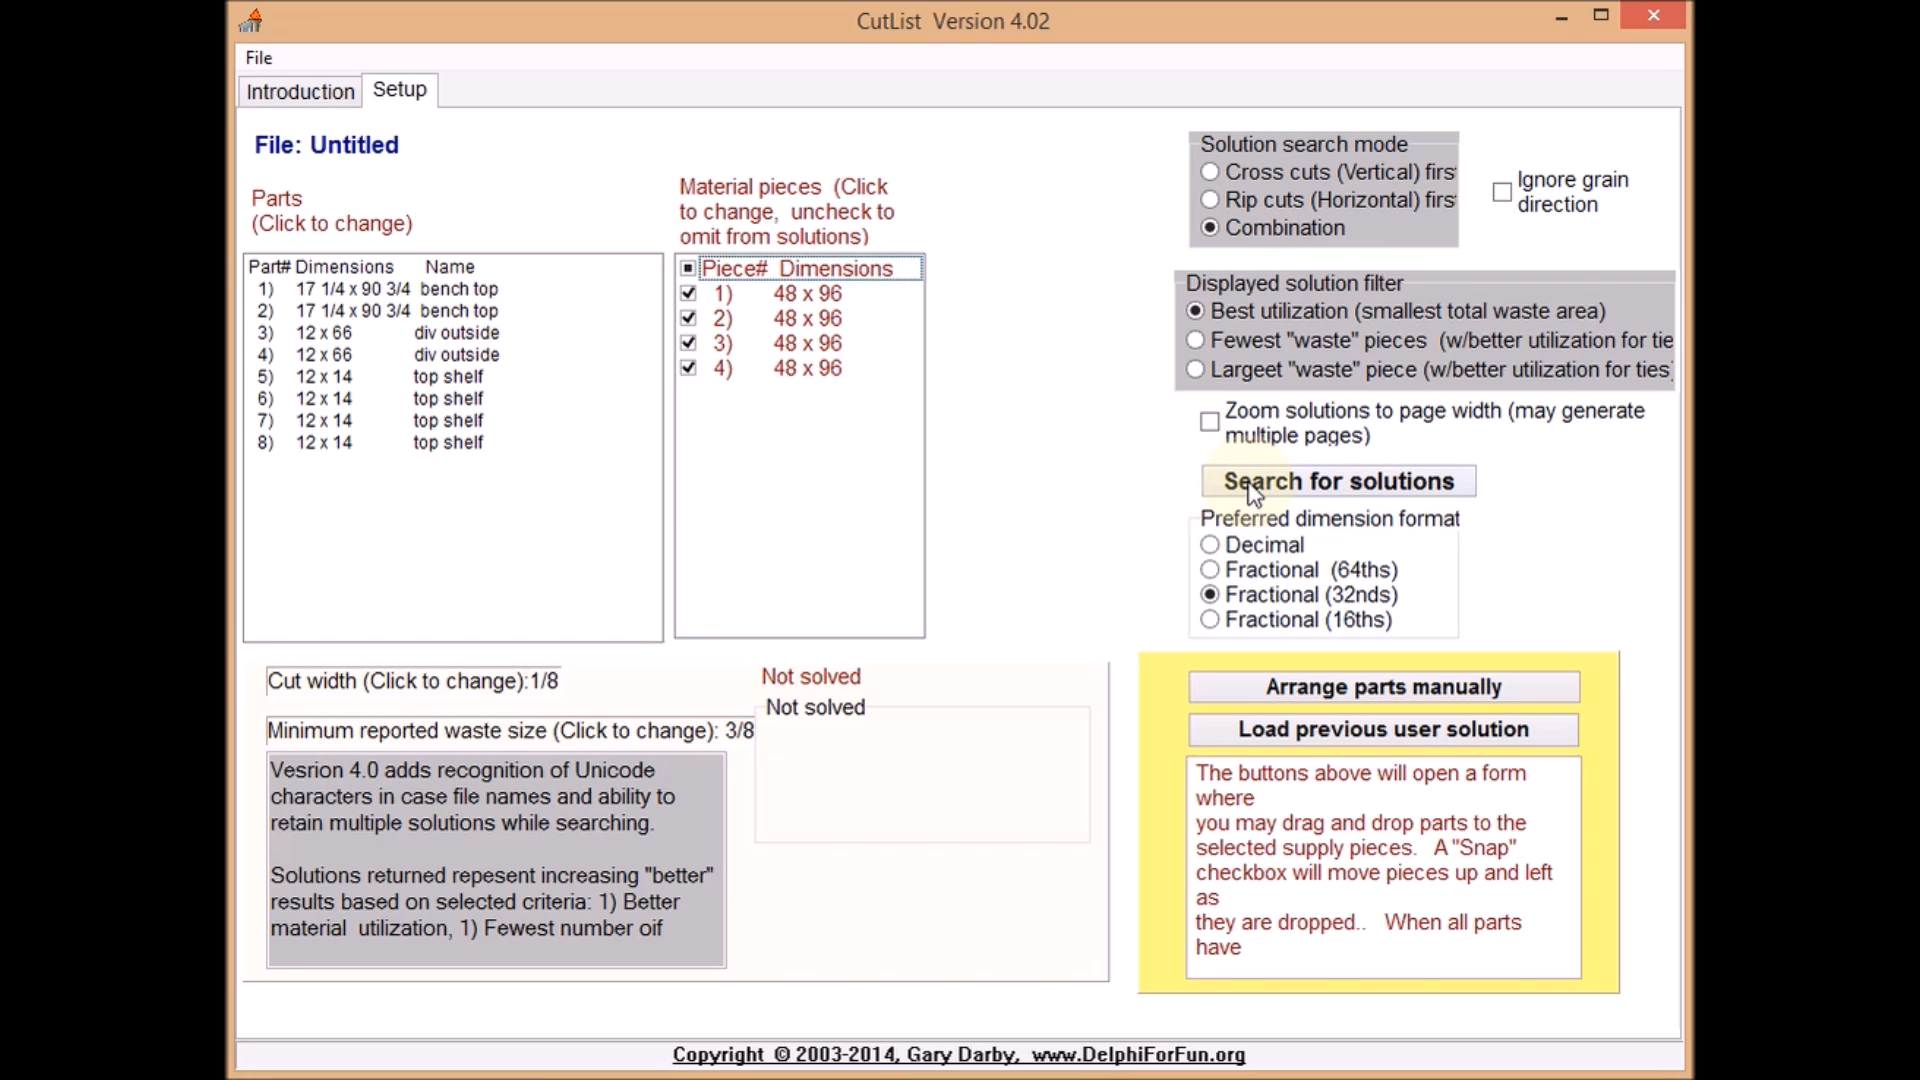 CutList Version 4.02
File
Introduction
Setup
File: Untitled
Parts
(Click to change)
Part# Dimensions Name
1) 17 1/4 x 90 3/4 bench top
2) 17 1/4 x 90 3/4 bench top
3) 12 x 66 div outside
4) 12 x 66 div outside
5) 12 x 14 top shelf
6) 12 x 14 top shelf
7) 12 x 14 top shelf
8) 12 x 14 top shelf
Material pieces (Click
to change, uncheck to
omit from solutions)
Piece# Dimensions
1) 48 x 96
2) 48 x 96
3) 48 x 96
4) 48 x 96
Solution search mode
Cross cuts (Vertical) firs
Rip cuts (Horizontal) firs
Combination
Ignore grain
direction
Displayed solution filter
Best utilization (smallest total waste area)
Fewest "waste" pieces (w/better utilization for tie
Largeet "waste" piece (w/better utilization for ties
Zoom solutions to page width (may generate
multiple pages)
Search for solutions
Preferred dimension format
Decimal
Fractional (64ths)
Fractional (32nds)
Fractional (16ths)
Cut width (Click to change):1/8
Minimum reported waste size (Click to change): 3/8
Vesrion 4.0 adds recognition of Unicode
characters in case file names and ability to
retain multiple solutions while searching.
Solutions returned repesent increasing "better"
results based on selected criteria: 1) Better
material utilization, 1) Fewest number oif
Not solved
Not solved
Arrange parts manually
Load previous user solution
The buttons above will open a form
where
you may drag and drop parts to the
selected supply pieces. A "Snap"
checkbox will move pieces up and left
as
they are dropped.. When all parts
have
Copyright © 2003-2014, Gary Darby, www.DelphiForFun.org